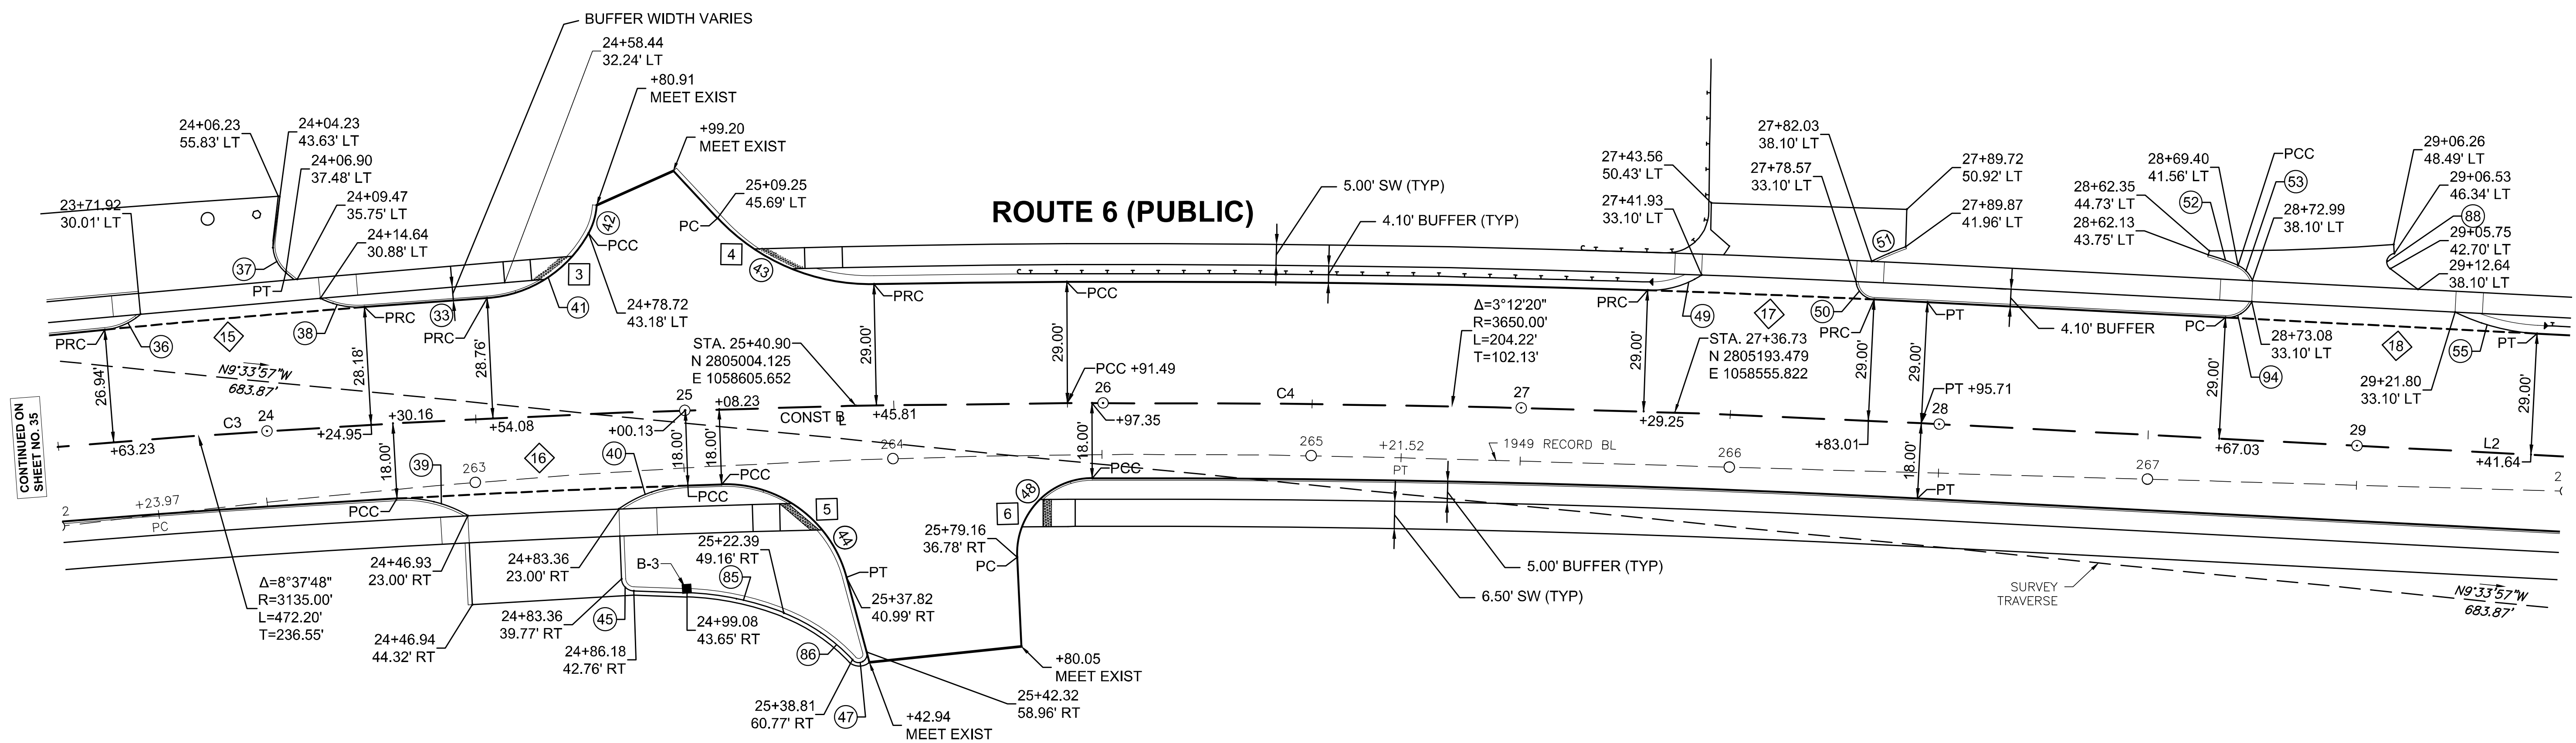 BUFFER WIDTH VARIES
24+58.44
32.24' LT
+80.91
MEET EXIST
+99.20
MEET EXIST
24+06.23
55.83' LT
24+04.23
43.63' LT
24+06.90
37.48' LT
24+09.47
35.75' LT
24+14.64
30.88' LT
23+71.92
30.01' LT
37
PT
42
PCC
25+09.25
45.69' LT
PC
4
43
3
41
24+78.72
43.18' LT
33
38
PRC
PRC
PRC
36
15
ROUTE 6 (PUBLIC)
5.00' SW (TYP)
4.10' BUFFER (TYP)
27+43.56
50.43' LT
27+41.93
33.10' LT
27+82.03
38.10' LT
27+78.57
33.10' LT
27+89.72
50.92' LT
27+89.87
41.96' LT
51
28+69.40
41.56' LT
PCC
53
52
28+62.35
44.73' LT
28+62.13
43.75' LT
28+72.99
38.10' LT
29+06.26
48.49' LT
29+06.53
46.34' LT
88
29+05.75
42.70' LT
29+12.64
38.10' LT
PRC
PCC
PRC
49
17
50
PRC
PT
4.10' BUFFER
PC
28+73.08
33.10' LT
94
18
55
PT
29+21.80
33.10' LT
Δ=3°12'20"
R=3650.00'
L=204.22'
T=102.13'
STA. 25+40.90
N 2805004.125
E 1058605.652
STA. 27+36.73
N 2805193.479
E 1058555.822
N9°33'57"W
683.87'
26.94'
28.18'
28.76'
29.00'
29.00'
29.00'
29.00'
29.00'
29.00'
29.00'
CONTINUED ON
SHEET NO. 35
+63.23
C3
24
+24.95
+30.16
+54.08
25
+00.13
+08.23
CONST BL
+45.81
PCC +91.49
26
+97.35
C4
27
+29.25
+83.01
PT +95.71
28
+67.03
29
L2
+41.64
18.00'
18.00'
18.00'
18.00'
18.00'
2
+23.97
PC
263
264
265
+21.52
PT
1949 RECORD BL
266
267
2
16
39
40
PCC
PCC
PCC
PCC
PT
5
44
48
6
25+79.16
36.78' RT
PC
24+46.93
23.00' RT
24+83.36
23.00' RT
25+22.39
49.16' RT
B-3
85
PT
25+37.82
40.99' RT
Δ=8°37'48"
R=3135.00'
L=472.20'
T=236.55'
24+46.94
44.32' RT
24+83.36
39.77' RT
45
24+86.18
42.76' RT
24+99.08
43.65' RT
86
25+38.81
60.77' RT
47
+42.94
MEET EXIST
25+42.32
58.96' RT
+80.05
MEET EXIST
5.00' BUFFER (TYP)
6.50' SW (TYP)
SURVEY
TRAVERSE
N9°33'57"W
683.87'